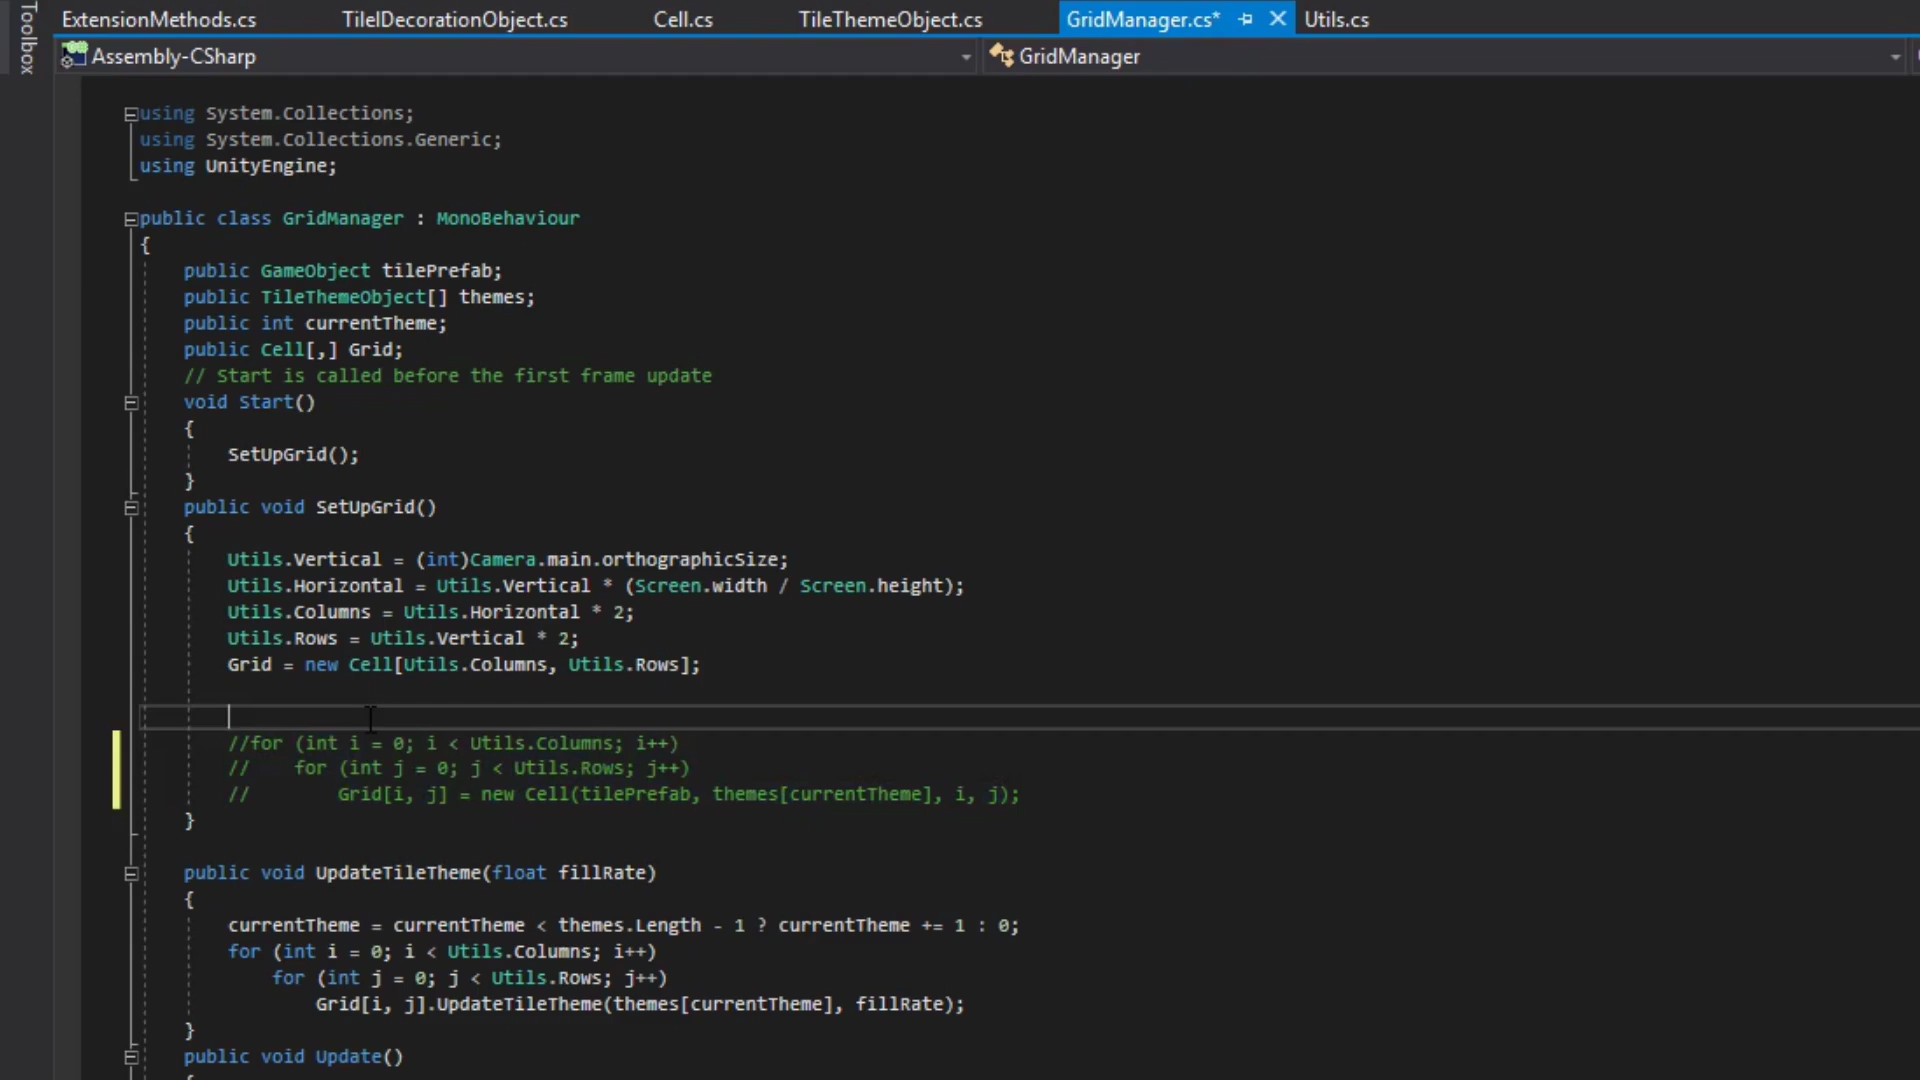 Toolbox
ExtensionMethods.cs TilelDecorationObject.cs Cell.cs TileThemeObject.cs GridManager.cs* Utils.cs
Assembly-CSharp GridManager
using System.Collections;
using System.Collections.Generic;
using UnityEngine;
public class GridManager : MonoBehaviour
{
public GameObject tilePrefab;
public TileThemeObject[] themes;
public int currentTheme;
public Cell[,] Grid;
// Start is called before the first frame update
void Start()
{
SetUpGrid();
}
public void SetUpGrid()
{
Utils.Vertical = (int)Camera.main.orthographicSize;
Utils.Horizontal = Utils.Vertical * (Screen.width / Screen.height);
Utils.Columns = Utils.Horizontal * 2;
Utils.Rows = Utils.Vertical * 2;
Grid = new Cell[Utils.Columns, Utils.Rows];
//for (int i = 0; i < Utils.Columns; i++)
// for (int j = 0; j < Utils.Rows; j++)
// Grid[i, j] = new Cell(tilePrefab, themes[currentTheme], i, j);
}
public void UpdateTileTheme(float fillRate)
{
currentTheme = currentTheme < themes.Length - 1 ? currentTheme += 1 : 0;
for (int i = 0; i < Utils.Columns; i++)
for (int j = 0; j < Utils.Rows; j++)
Grid[i, j].UpdateTileTheme(themes[currentTheme], fillRate);
}
public void Update()